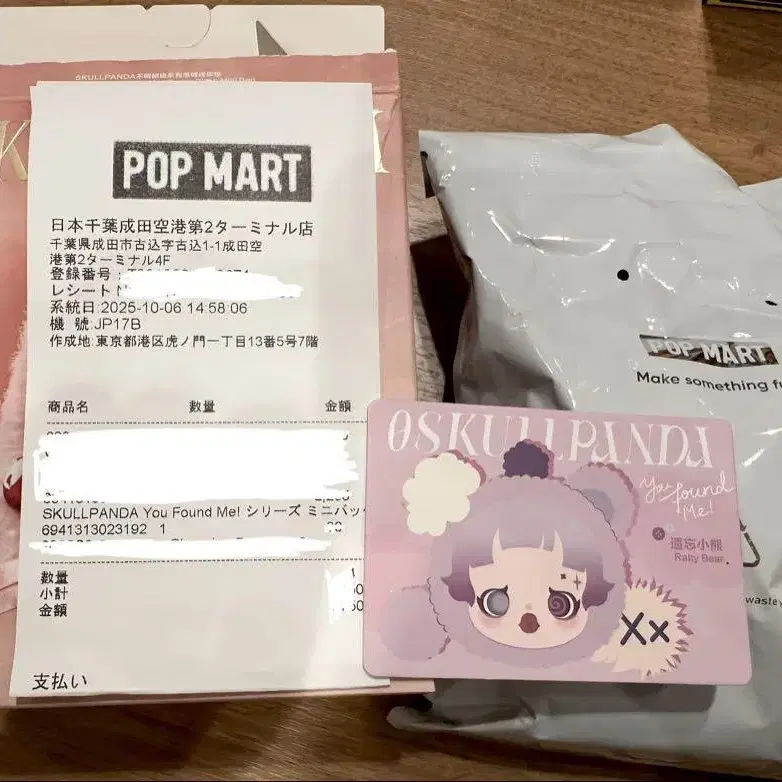 POP MART
日本千葉成田空港第2ターミナル店
千葉県成田市古込字古込1-1成田空
港第2ターミナル4F
登録番号:
レシート
系統日:2025-10-06 14:58:06
機 號:JP17B
作成地:東京都港区虎ノ門一丁目13番5号7階
商品名 數量 金額
SKULLPANDA You Found Me! シリーズ ミニバッ
6941313023192 1
數量
小計
金額
支払い
SKULLPANDA
You found Me!
遺忘小熊
Ratty Bear
Xx
POP MART
Make something fu
waste